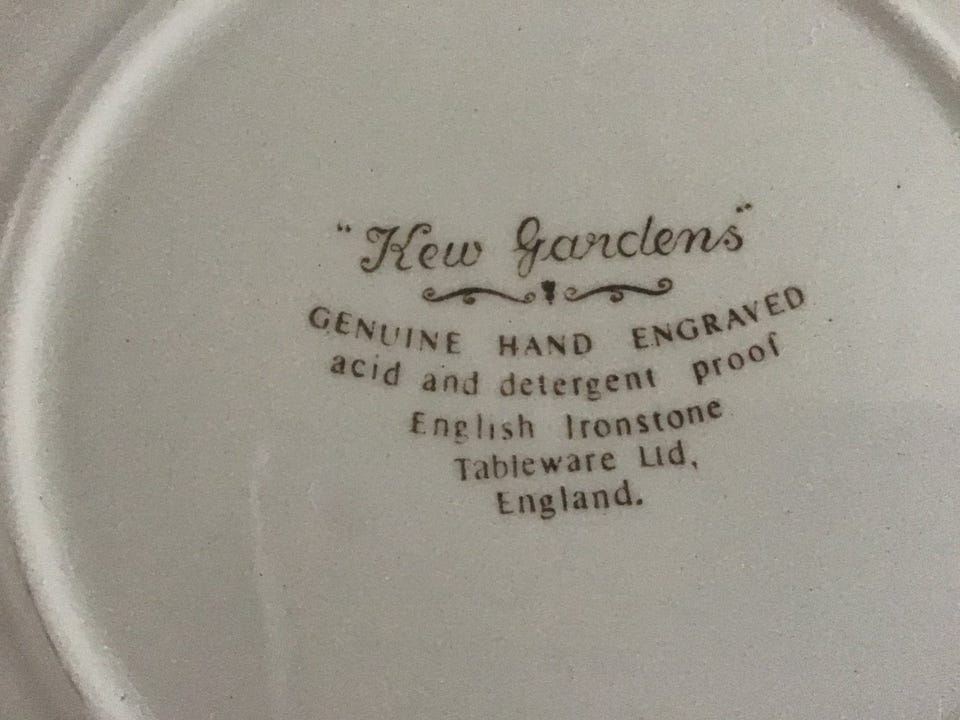 "Kew Gardens"
GENUINE HAND ENGRAVED
acid and detergent proof
English Ironstone
Tableware Ltd,
England.